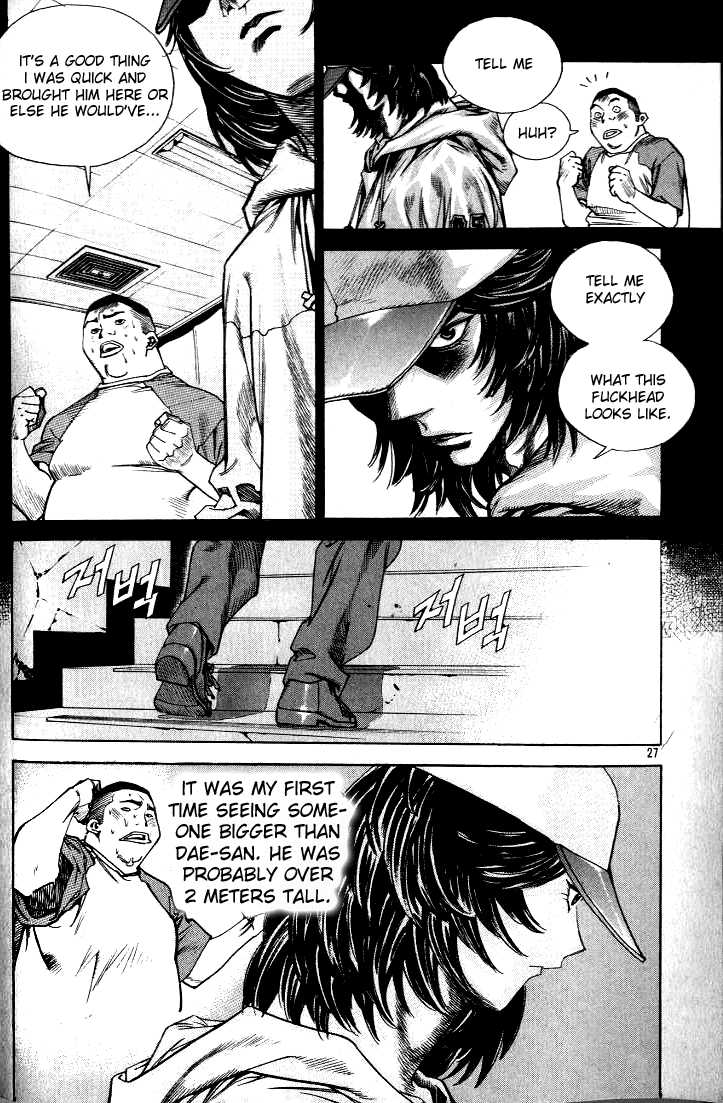 IT'S A GOOD THING
I WAS QUICK AND
BROUGHT HIM HERE OR
ELSE HE WOULD'VE...
TELL ME
HUH?
TELL ME
EXACTLY
WHAT THIS
FUCKHEAD
LOOKS LIKE.
저벅
저벅
27
IT WAS MY FIRST
TIME SEEING SOME-
ONE BIGGER THAN
DAE-SAN. HE WAS
PROBABLY OVER
2 METERS TALL.